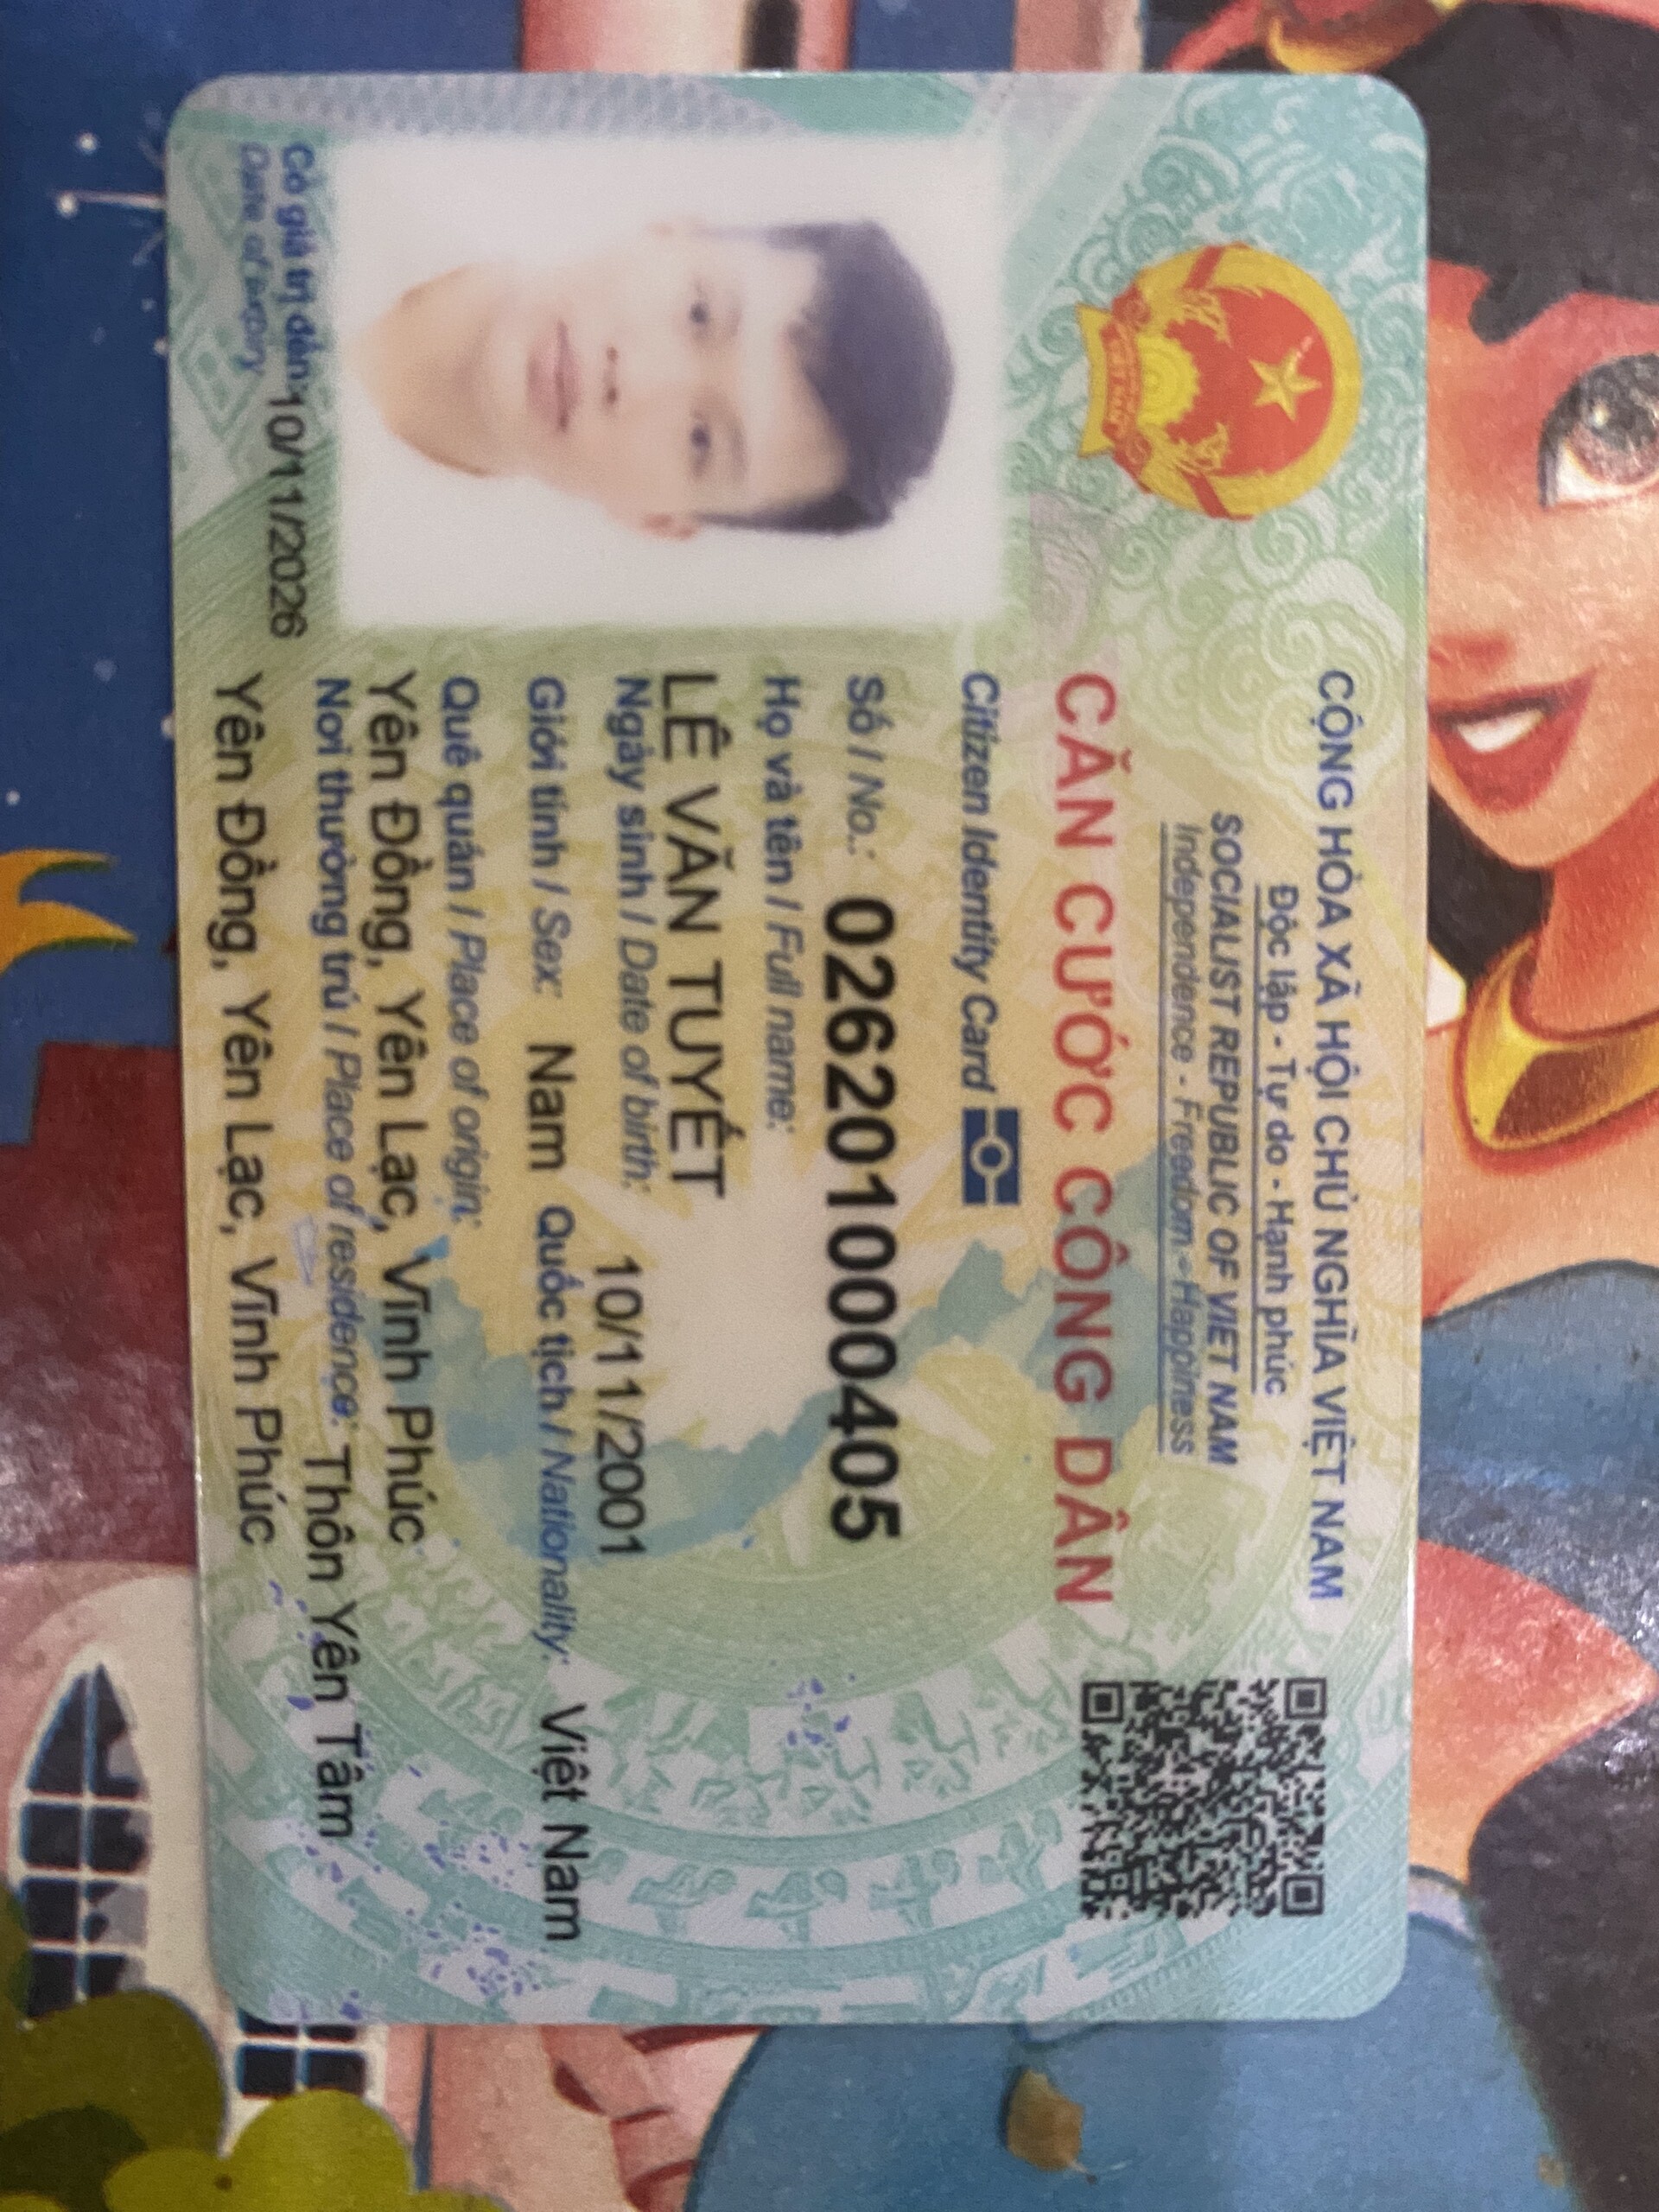 CỘNG HÒA XÃ HỘI CHỦ NGHĨA VIỆT NAM
Độc lập - Tự do - Hạnh phúc
SOCIALIST REPUBLIC OF VIET NAM
Independence - Freedom - Happiness
CĂN CƯỚC CÔNG DÂN
Citizen Identity Card
Số / No.: 026201000405
Họ và tên / Full name:
LÊ VĂN TUYẾT
Ngày sinh / Date of birth: 10/11/2001
Giới tính / Sex: Nam Quốc tịch / Nationality: Việt Nam
Quê quán / Place of origin:
Yên Đồng, Yên Lạc, Vĩnh Phúc
Nơi thường trú / Place of residence: Thôn Yên Tâm
Yên Đồng, Yên Lạc, Vĩnh Phúc
Có giá trị đến: 10/11/2026
Date of expiry